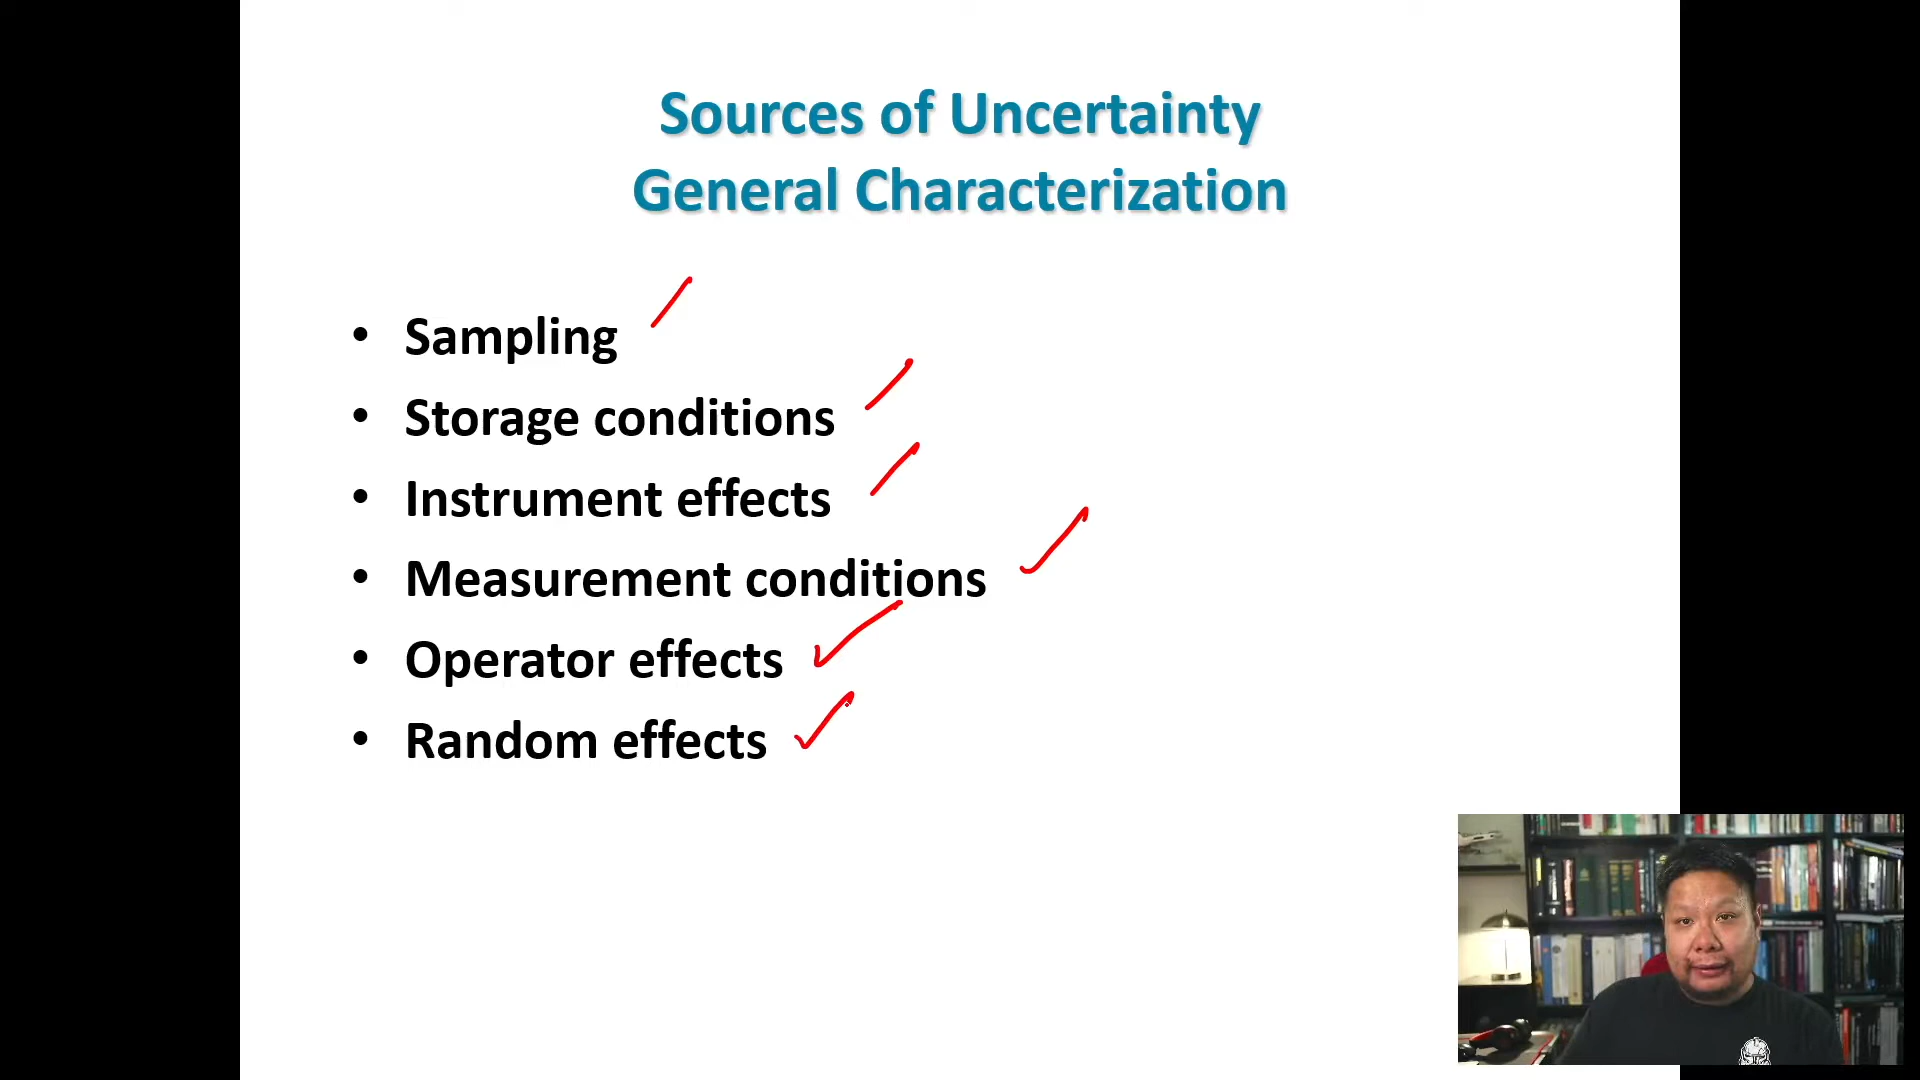 Sources of Uncertainty
General Characterization
• Sampling
• Storage conditions
• Instrument effects
• Measurement conditions
• Operator effects
• Random effects